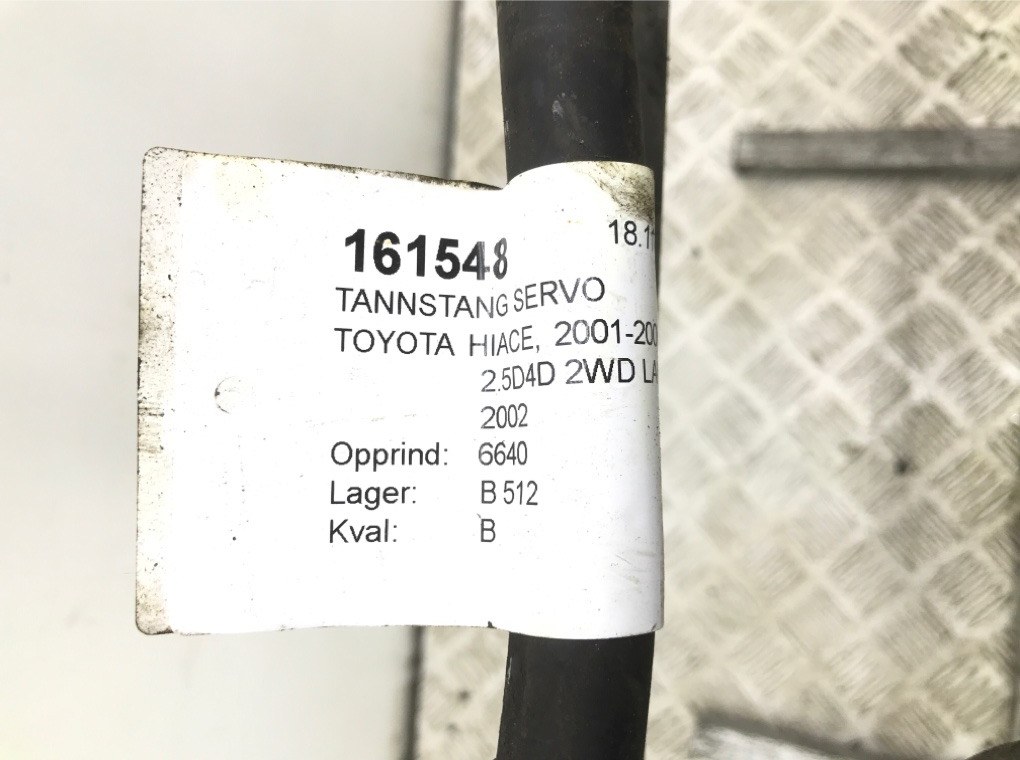 161548
18.1
TANNSTANG SERVO
TOYOTA HIACE, 2001-200
2.5D4D 2WD LA
2002
Opprind: 6640
Lager: B 512
Kval: B